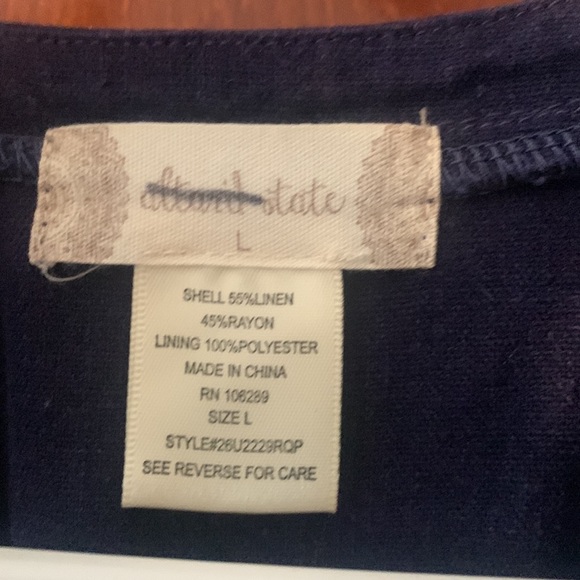 altar'd state
L
SHELL 55%LINEN
45%RAYON
LINING 100%POLYESTER
MADE IN CHINA
RN 106289
SIZE L
STYLE#26U2229RQP
SEE REVERSE FOR CARE